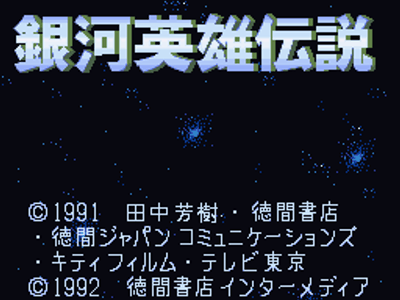 銀河英雄伝説
©1991 田中芳樹・徳間書店
・徳間ジャパンコミュニケーションズ
・キティフィルム・テレビ東京
©1992 徳間書店インターメディア